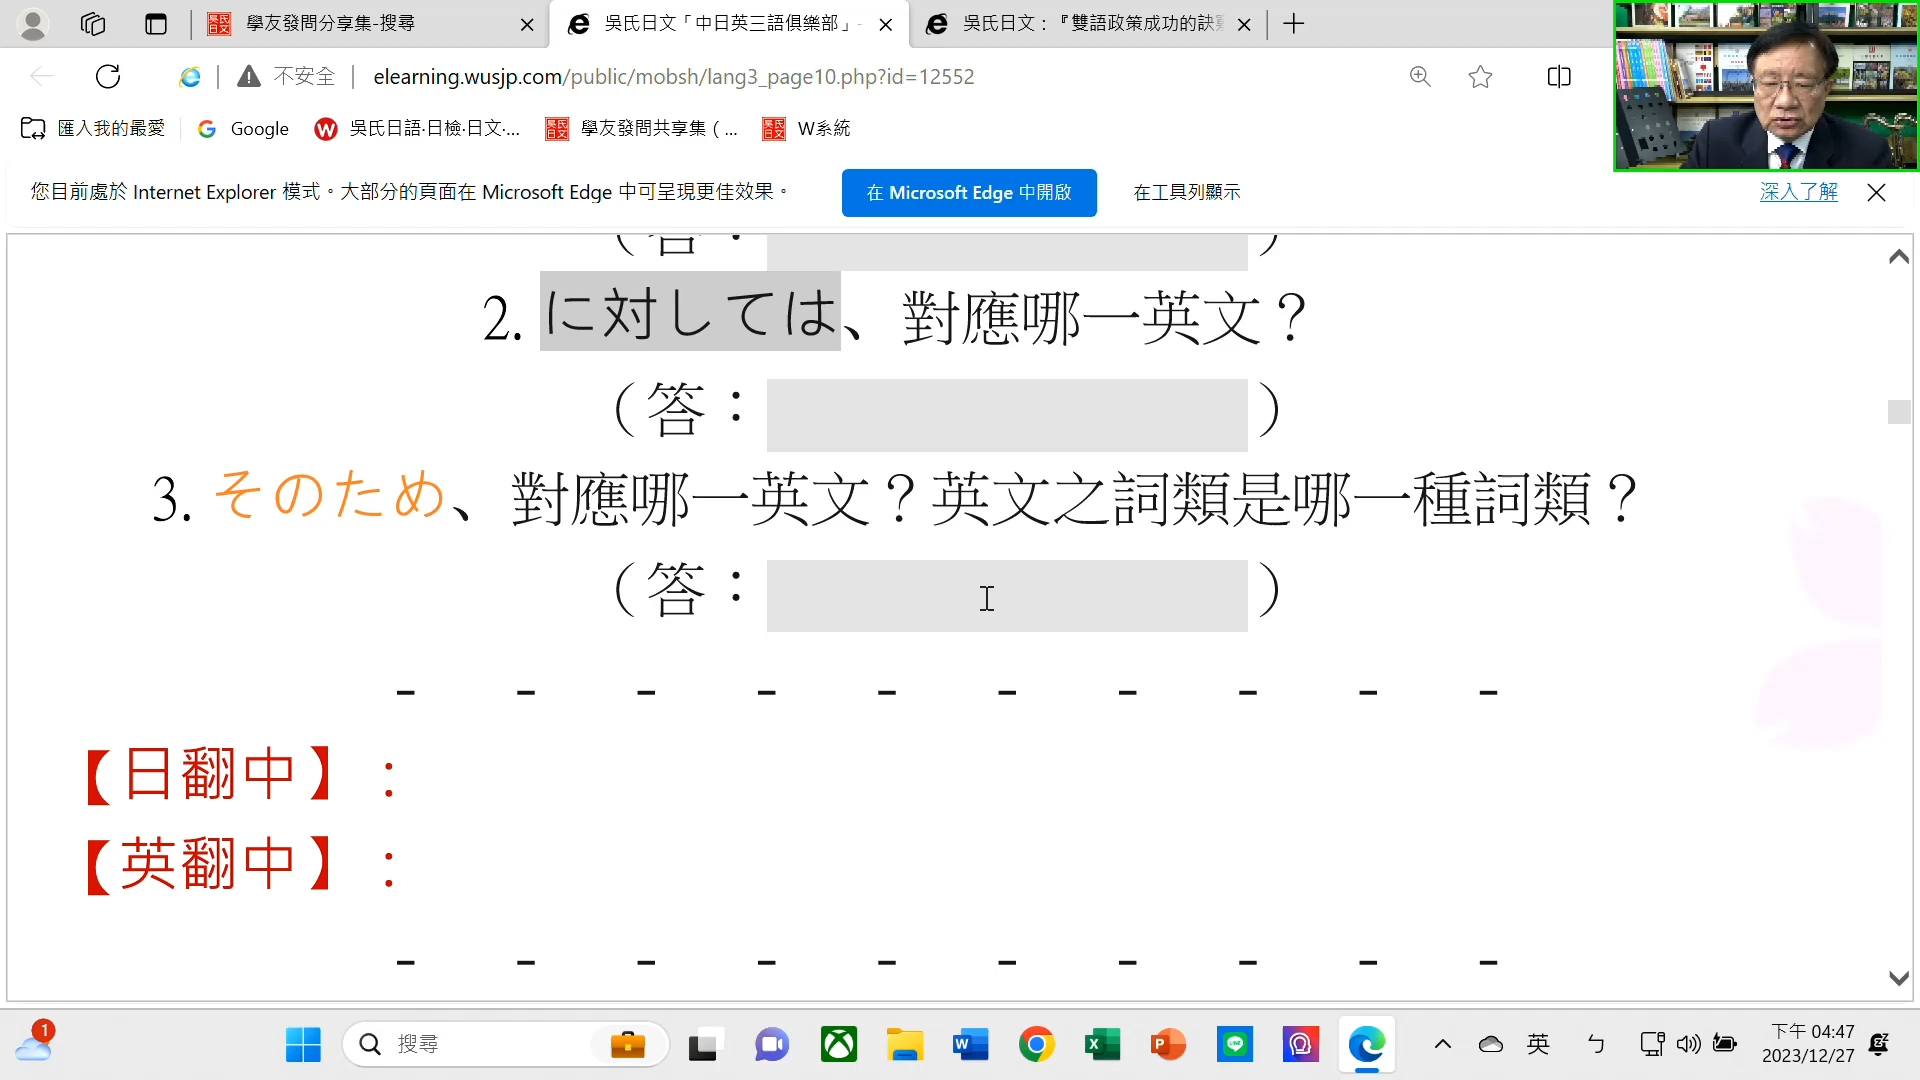 學友發問分享集-搜尋
吳氏日文「中日英三語俱樂部」-
吳氏日文：『雙語政策成功的訣
不安全
elearning.wusjp.com/public/mobsh/lang3_page10.php?id=12552
匯入我的最愛
Google
吳氏日語·日檢·日文·...
學友發問共享集 ( ...
W系統
您目前處於 Internet Explorer 模式。大部分的頁面在 Microsoft Edge 中可呈現更佳效果。
在 Microsoft Edge 中開啟
在工具列顯示
深入了解
（答：　）
2. に対しては、對應哪一英文？
（答：　）
3. そのため、對應哪一英文？英文之詞類是哪一種詞類？
（答：　）
- - - - - - - - - -
【日翻中】：
【英翻中】：
- - - - - - - - - -
1
搜尋
英
ㄅ
下午 04:47
2023/12/27